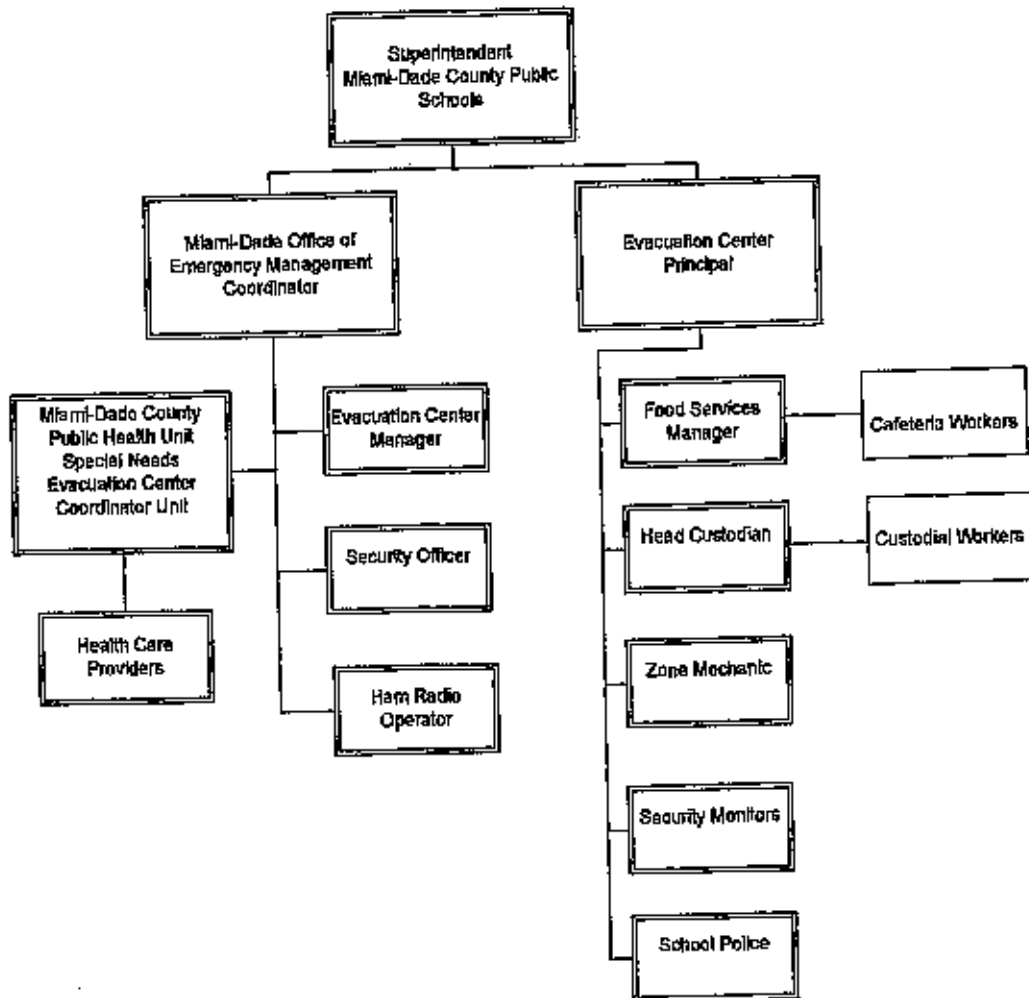 Superintendent
Miami-Dade County Public
Schools
Miami-Dade Office of
Emergency Management
Coordinator
Evacuation Center
Principal
Miami-Dade County
Public Health Unit
Special Needs
Evacuation Center
Coordinator Unit
Evacuation Center
Manager
Food Services
Manager
Cafeteria Workers
Security Officer
Head Custodian
Custodial Workers
Health Care
Providers
Ham Radio
Operator
Zone Mechanic
Security Monitors
School Police